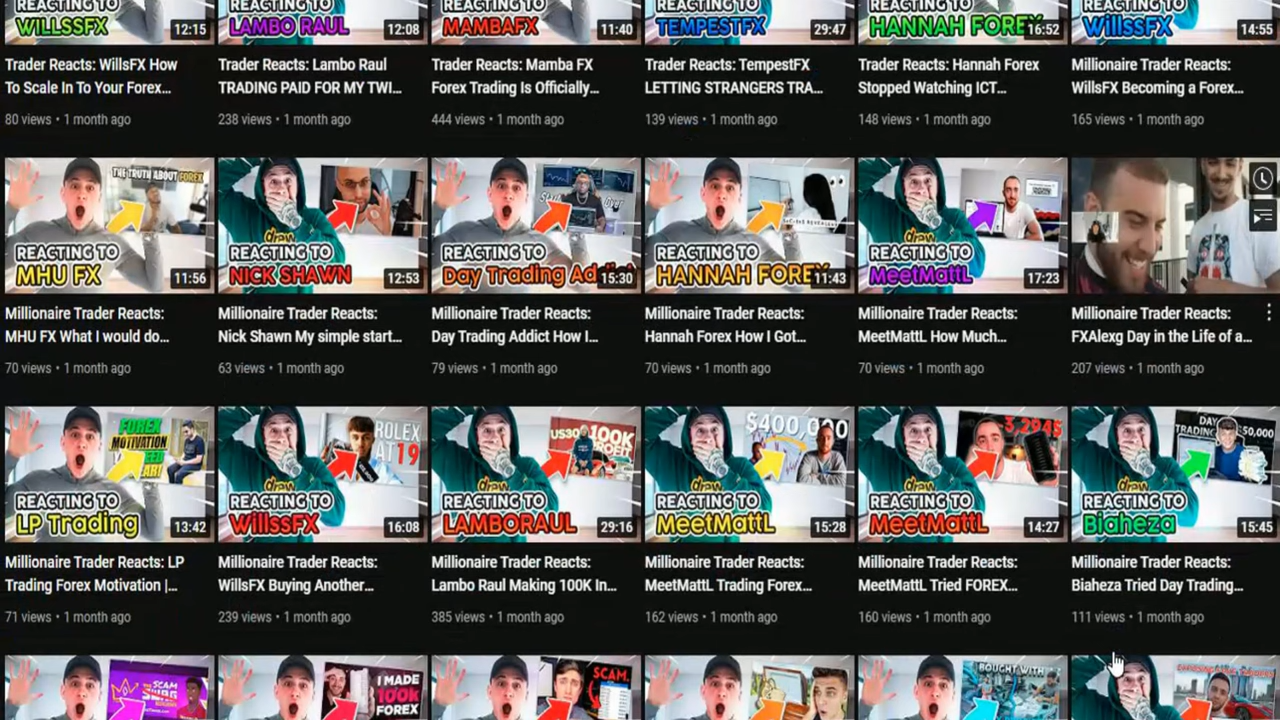 REACTING TO REACTING TO REACTING TO REACTING TO REACTING TO REACTING TO
WILLSSFX 12:15 LAMBO RAUL 12:08 MAMBAFX 11:40 TEMPESTFX 29:47 HANNAH FOREX 16:52 WillssFX 14:55
Trader Reacts: WillsFX How Trader Reacts: Lambo Raul Trader Reacts: Mamba FX Trader Reacts: TempestFX Trader Reacts: Hannah Forex Millionaire Trader Reacts:
To Scale In To Your Forex... TRADING PAID FOR MY TWI... Forex Trading Is Officially... LETTING STRANGERS TRA... Stopped Watching ICT... WillsFX Becoming a Forex...
80 views • 1 month ago 238 views • 1 month ago 444 views • 1 month ago 139 views • 1 month ago 148 views • 1 month ago 165 views • 1 month ago
THE TRUTH ABOUT FOREX
Start Over
drew drew
REACTING TO REACTING TO REACTING TO REACTING TO REACTING TO
MHU FX 11:56 NICK SHAWN 12:53 Day Trading Ad 15:30 HANNAH FOREX 11:43 MeetMattL 17:23
Millionaire Trader Reacts: Millionaire Trader Reacts: Millionaire Trader Reacts: Millionaire Trader Reacts: Millionaire Trader Reacts: Millionaire Trader Reacts:
MHU FX What I would do... Nick Shawn My simple start... Day Trading Addict How I... Hannah Forex How I Got... MeetMattL How Much... FXAlexg Day in the Life of a...
70 views • 1 month ago 63 views • 1 month ago 79 views • 1 month ago 70 views • 1 month ago 70 views • 1 month ago 207 views • 1 month ago
FOREX MOTIVATION ROLEX AT 19 US30 100K PROFIT $400,000 5,294$ DAY TRADING $50,000
drew drew drew drew drew
REACTING TO REACTING TO REACTING TO REACTING TO REACTING TO REACTING TO
LP Trading 13:42 WillssFX 16:08 LAMBORAUL 29:16 MeetMattL 15:28 MeetMattL 14:27 Biaheza 15:45
Millionaire Trader Reacts: LP Millionaire Trader Reacts: Millionaire Trader Reacts: Millionaire Trader Reacts: Millionaire Trader Reacts: Millionaire Trader Reacts:
Trading Forex Motivation |... WillsFX Buying Another... Lambo Raul Making 100K In... MeetMattL Trading Forex... MeetMattL Tried FOREX... Biaheza Tried Day Trading...
71 views • 1 month ago 239 views • 1 month ago 385 views • 1 month ago 162 views • 1 month ago 160 views • 1 month ago 111 views • 1 month ago
SCAM I MADE 100k FOREX SCAM. BOUGHT WITH